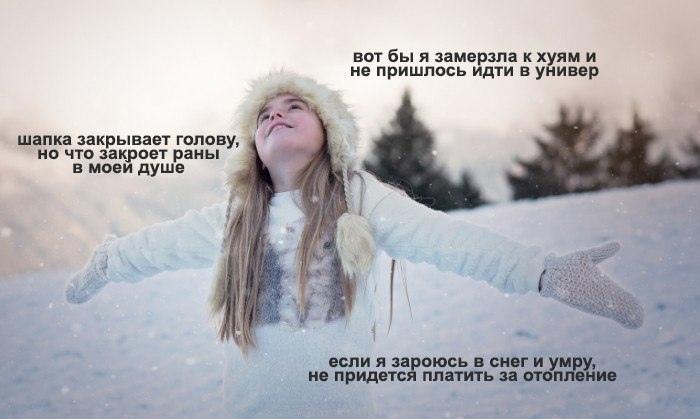 вот бы я замерзла к хуям и
не пришлось идти в универ
шапка закрывает голову,
но что закроет раны
в моей душе
если я зароюсь в снег и умру,
не придется платить за отопление